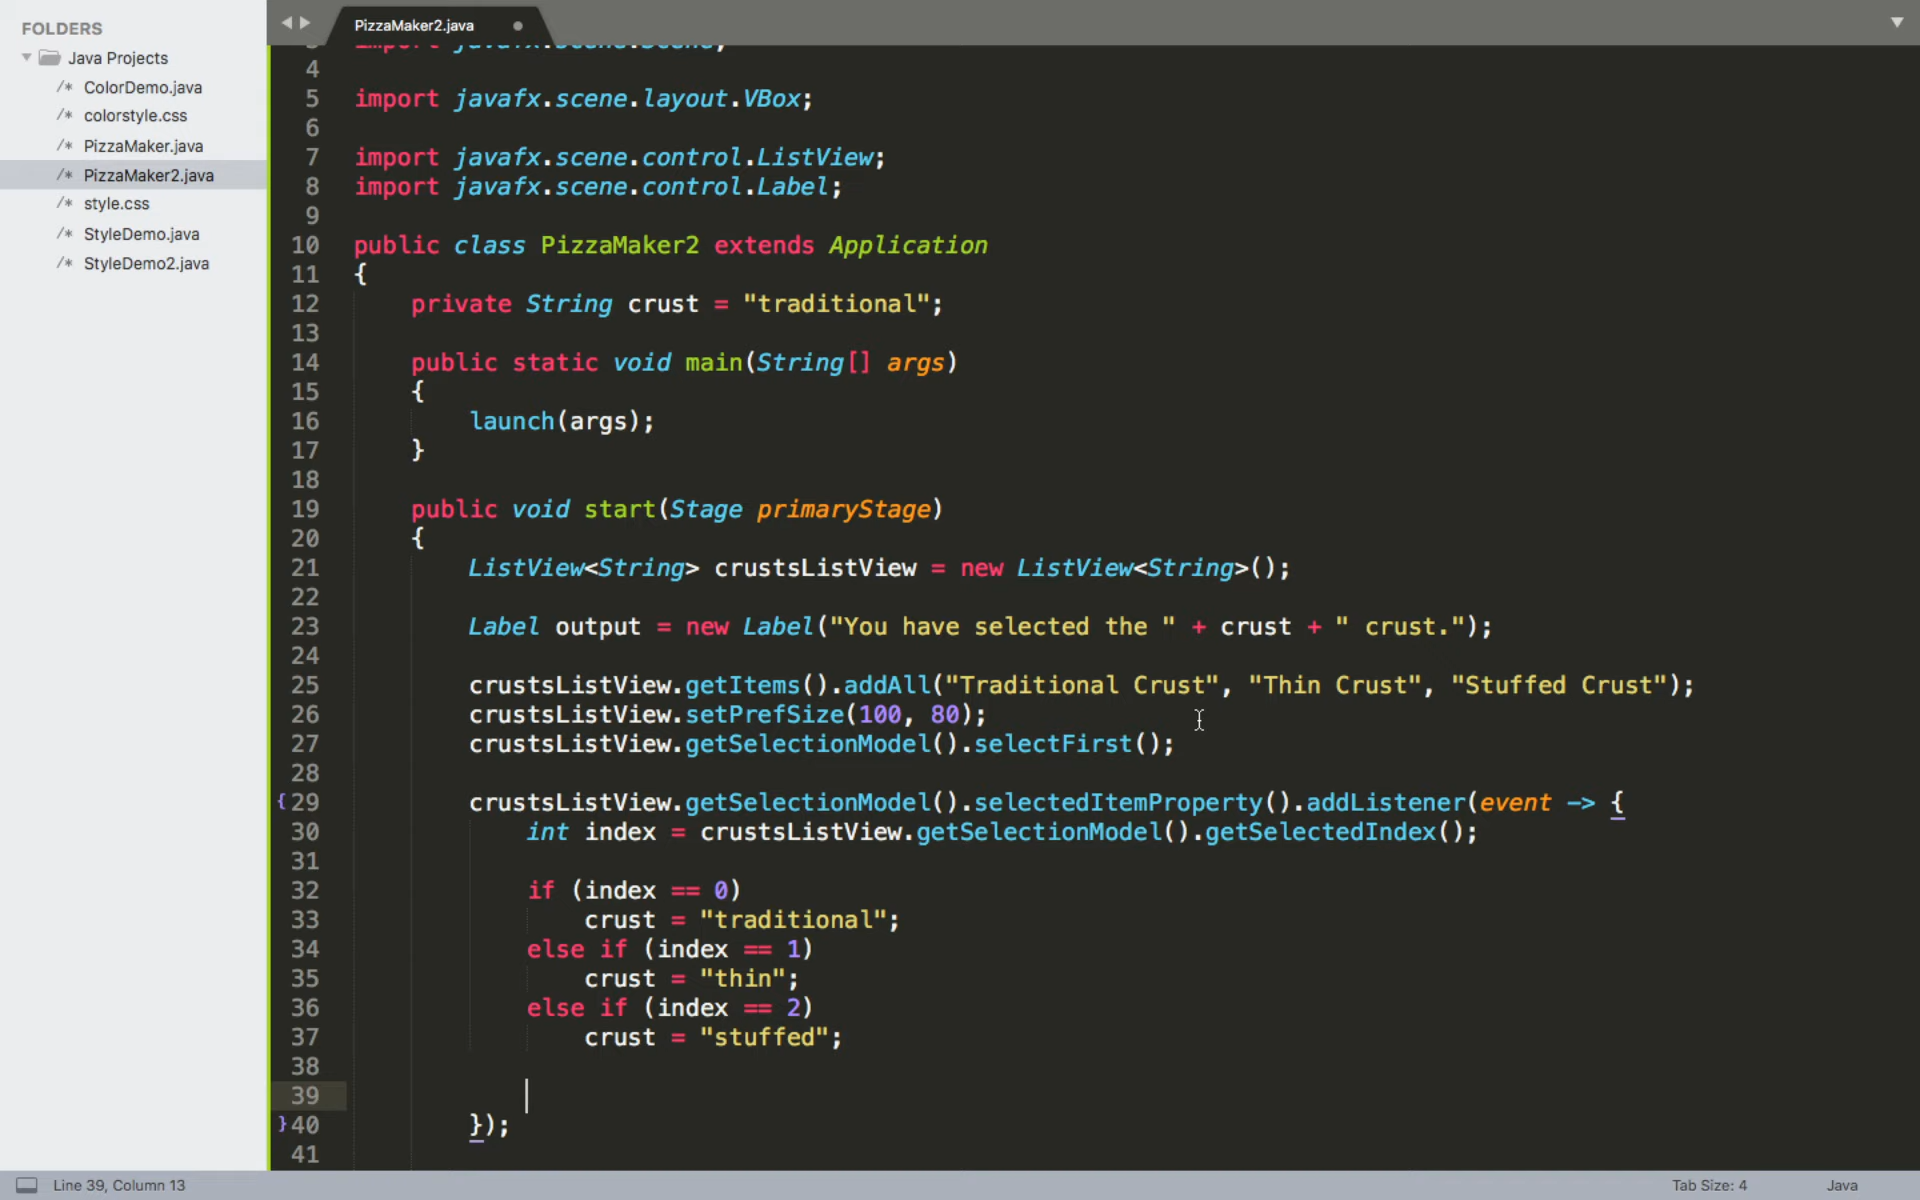 FOLDERS
Java Projects
/* ColorDemo.java
/* colorstyle.css
/* PizzaMaker.java
/* PizzaMaker2.java
/* style.css
/* StyleDemo.java
/* StyleDemo2.java
PizzaMaker2.java
import javafx.scene.Scene;
4
5 import javafx.scene.layout.VBox;
6
7 import javafx.scene.control.ListView;
8 import javafx.scene.control.Label;
9
10 public class PizzaMaker2 extends Application
11 {
12 private String crust = "traditional";
13
14 public static void main(String[] args)
15 {
16 launch(args);
17 }
18
19 public void start(Stage primaryStage)
20 {
21 ListView<String> crustsListView = new ListView<String>();
22
23 Label output = new Label("You have selected the " + crust + " crust.");
24
25 crustsListView.getItems().addAll("Traditional Crust", "Thin Crust", "Stuffed Crust");
26 crustsListView.setPrefSize(100, 80);
27 crustsListView.getSelectionModel().selectFirst();
28
{29 crustsListView.getSelectionModel().selectedItemProperty().addListener(event -> {
30 int index = crustsListView.getSelectionModel().getSelectedIndex();
31
32 if (index == 0)
33 crust = "traditional";
34 else if (index == 1)
35 crust = "thin";
36 else if (index == 2)
37 crust = "stuffed";
38
39
}40 });
41
Line 39, Column 13
Tab Size: 4
Java